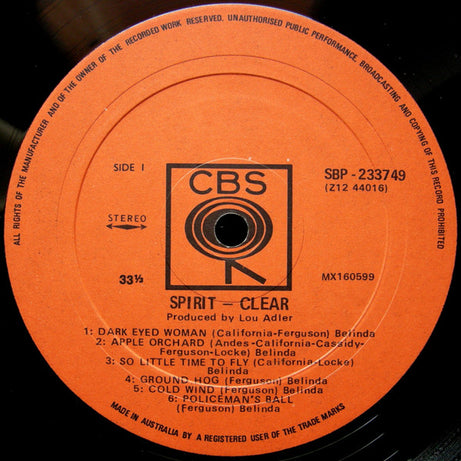 ALL RIGHTS OF THE MANUFACTURER AND OF THE OWNER OF THE RECORDED WORK RESERVED. UNAUTHORISED PUBLIC PERFORMANCE, BROADCASTING AND COPYING OF THIS RECORD PROHIBITED
SIDE I
CBS
SBP - 233749
(Z12 44016)
STEREO
33⅓
MX160599
SPIRIT — CLEAR
Produced by Lou Adler
1: DARK EYED WOMAN (California-Ferguson) Belinda
2: APPLE ORCHARD (Andes-California-Cassidy-
Ferguson-Locke) Belinda
3: SO LITTLE TIME TO FLY (California-Locke)
Belinda
4: GROUND HOG (Ferguson) Belinda
5: COLD WIND (Ferguson) Belinda
6: POLICEMAN'S BALL
(Ferguson) Belinda
MADE IN AUSTRALIA BY A REGISTERED USER OF THE TRADE MARKS